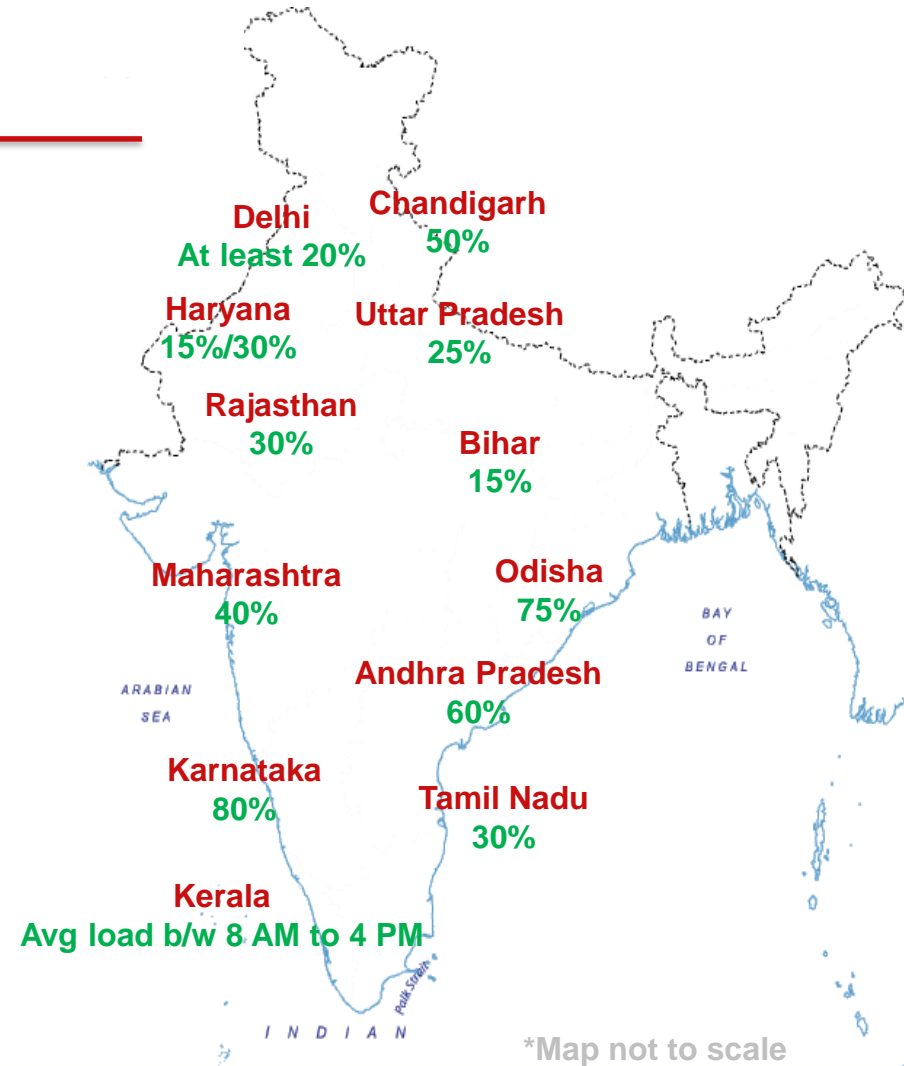 Delhi
At least 20%
Chandigarh
50%
Haryana
15%/30%
Uttar Pradesh
25%
Rajasthan
30%
Bihar
15%
Maharashtra
40%
Odisha
75%
BAY
OF
BENGAL
Andhra Pradesh
60%
ARABIAN
SEA
Karnataka
80%
Tamil Nadu
30%
Kerala
Avg load b/w 8 AM to 4 PM
Palk Strait
INDIAN
*Map not to scale